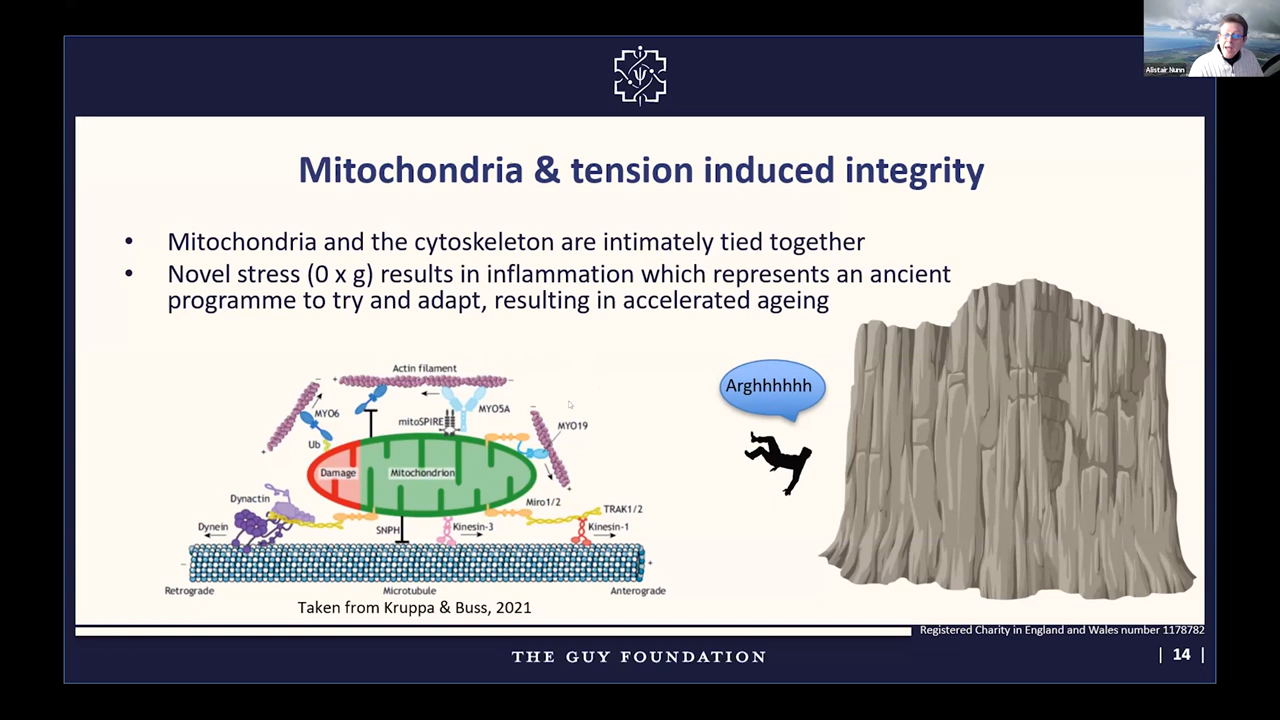 Alistair Nunn
Mitochondria & tension induced integrity
• Mitochondria and the cytoskeleton are intimately tied together
• Novel stress (0 x g) results in inflammation which represents an ancient
programme to try and adapt, resulting in accelerated ageing
Actin filament
MYO6
MYO5A
mitoSPIRE
MYO19
Ub
Damage
Mitochondrion
Dynactin
Miro1/2
TRAK1/2
Dynein
SNPH
Kinesin-3
Kinesin-1
Retrograde
Microtubule
Anterograde
Taken from Kruppa & Buss, 2021
Arghhhhhh
Registered Charity in England and Wales number 1178782
THE GUY FOUNDATION
| 14 |